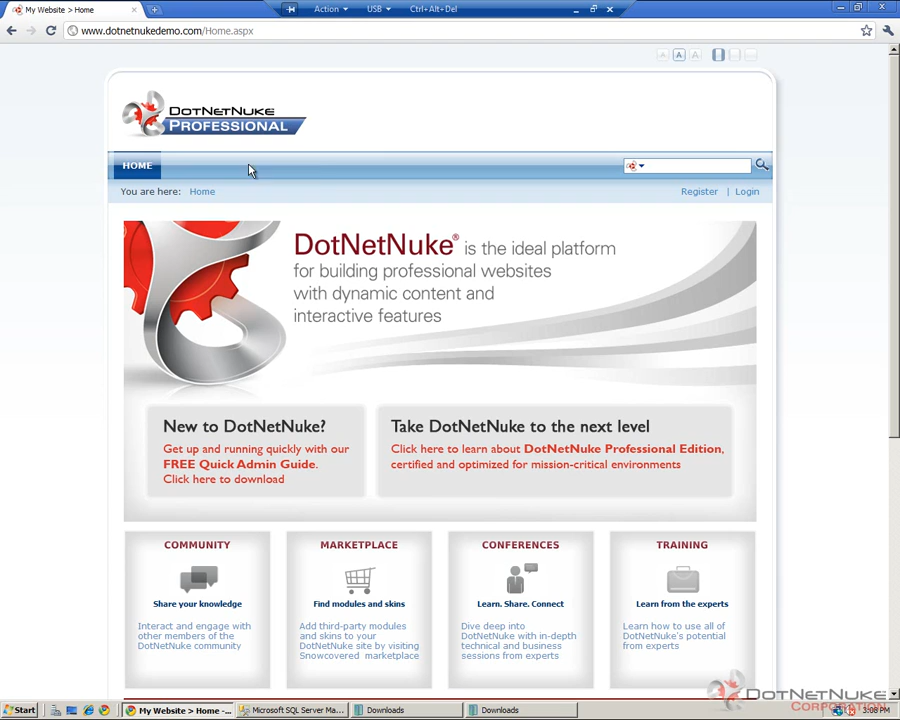 My Website > Home
Action
USB
Ctrl+Alt+Del
www.dotnetnukedemo.com/Home.aspx
A
A
A
DOTNETNUKE
PROFESSIONAL
HOME
You are here: Home
Register | Login
DotNetNuke® is the ideal platform
for building professional websites
with dynamic content and
interactive features
New to DotNetNuke?
Get up and running quickly with our
FREE Quick Admin Guide.
Click here to download
Take DotNetNuke to the next level
Click here to learn about DotNetNuke Professional Edition,
certified and optimized for mission-critical environments
COMMUNITY
Share your knowledge
Interact and engage with
other members of the
DotNetNuke community
MARKETPLACE
Find modules and skins
Add third-party modules
and skins to your
DotNetNuke site by visiting
Snowcovered marketplace
CONFERENCES
Learn. Share. Connect
Dive deep into
DotNetNuke with in-depth
technical and business
sessions from experts
TRAINING
Learn from the experts
Learn how to use all of
DotNetNuke's potential
from experts
DOTNETNUKE
CORPORATION
Start
My Website > Home -...
Microsoft SQL Server Ma...
Downloads
Downloads
3:08 PM